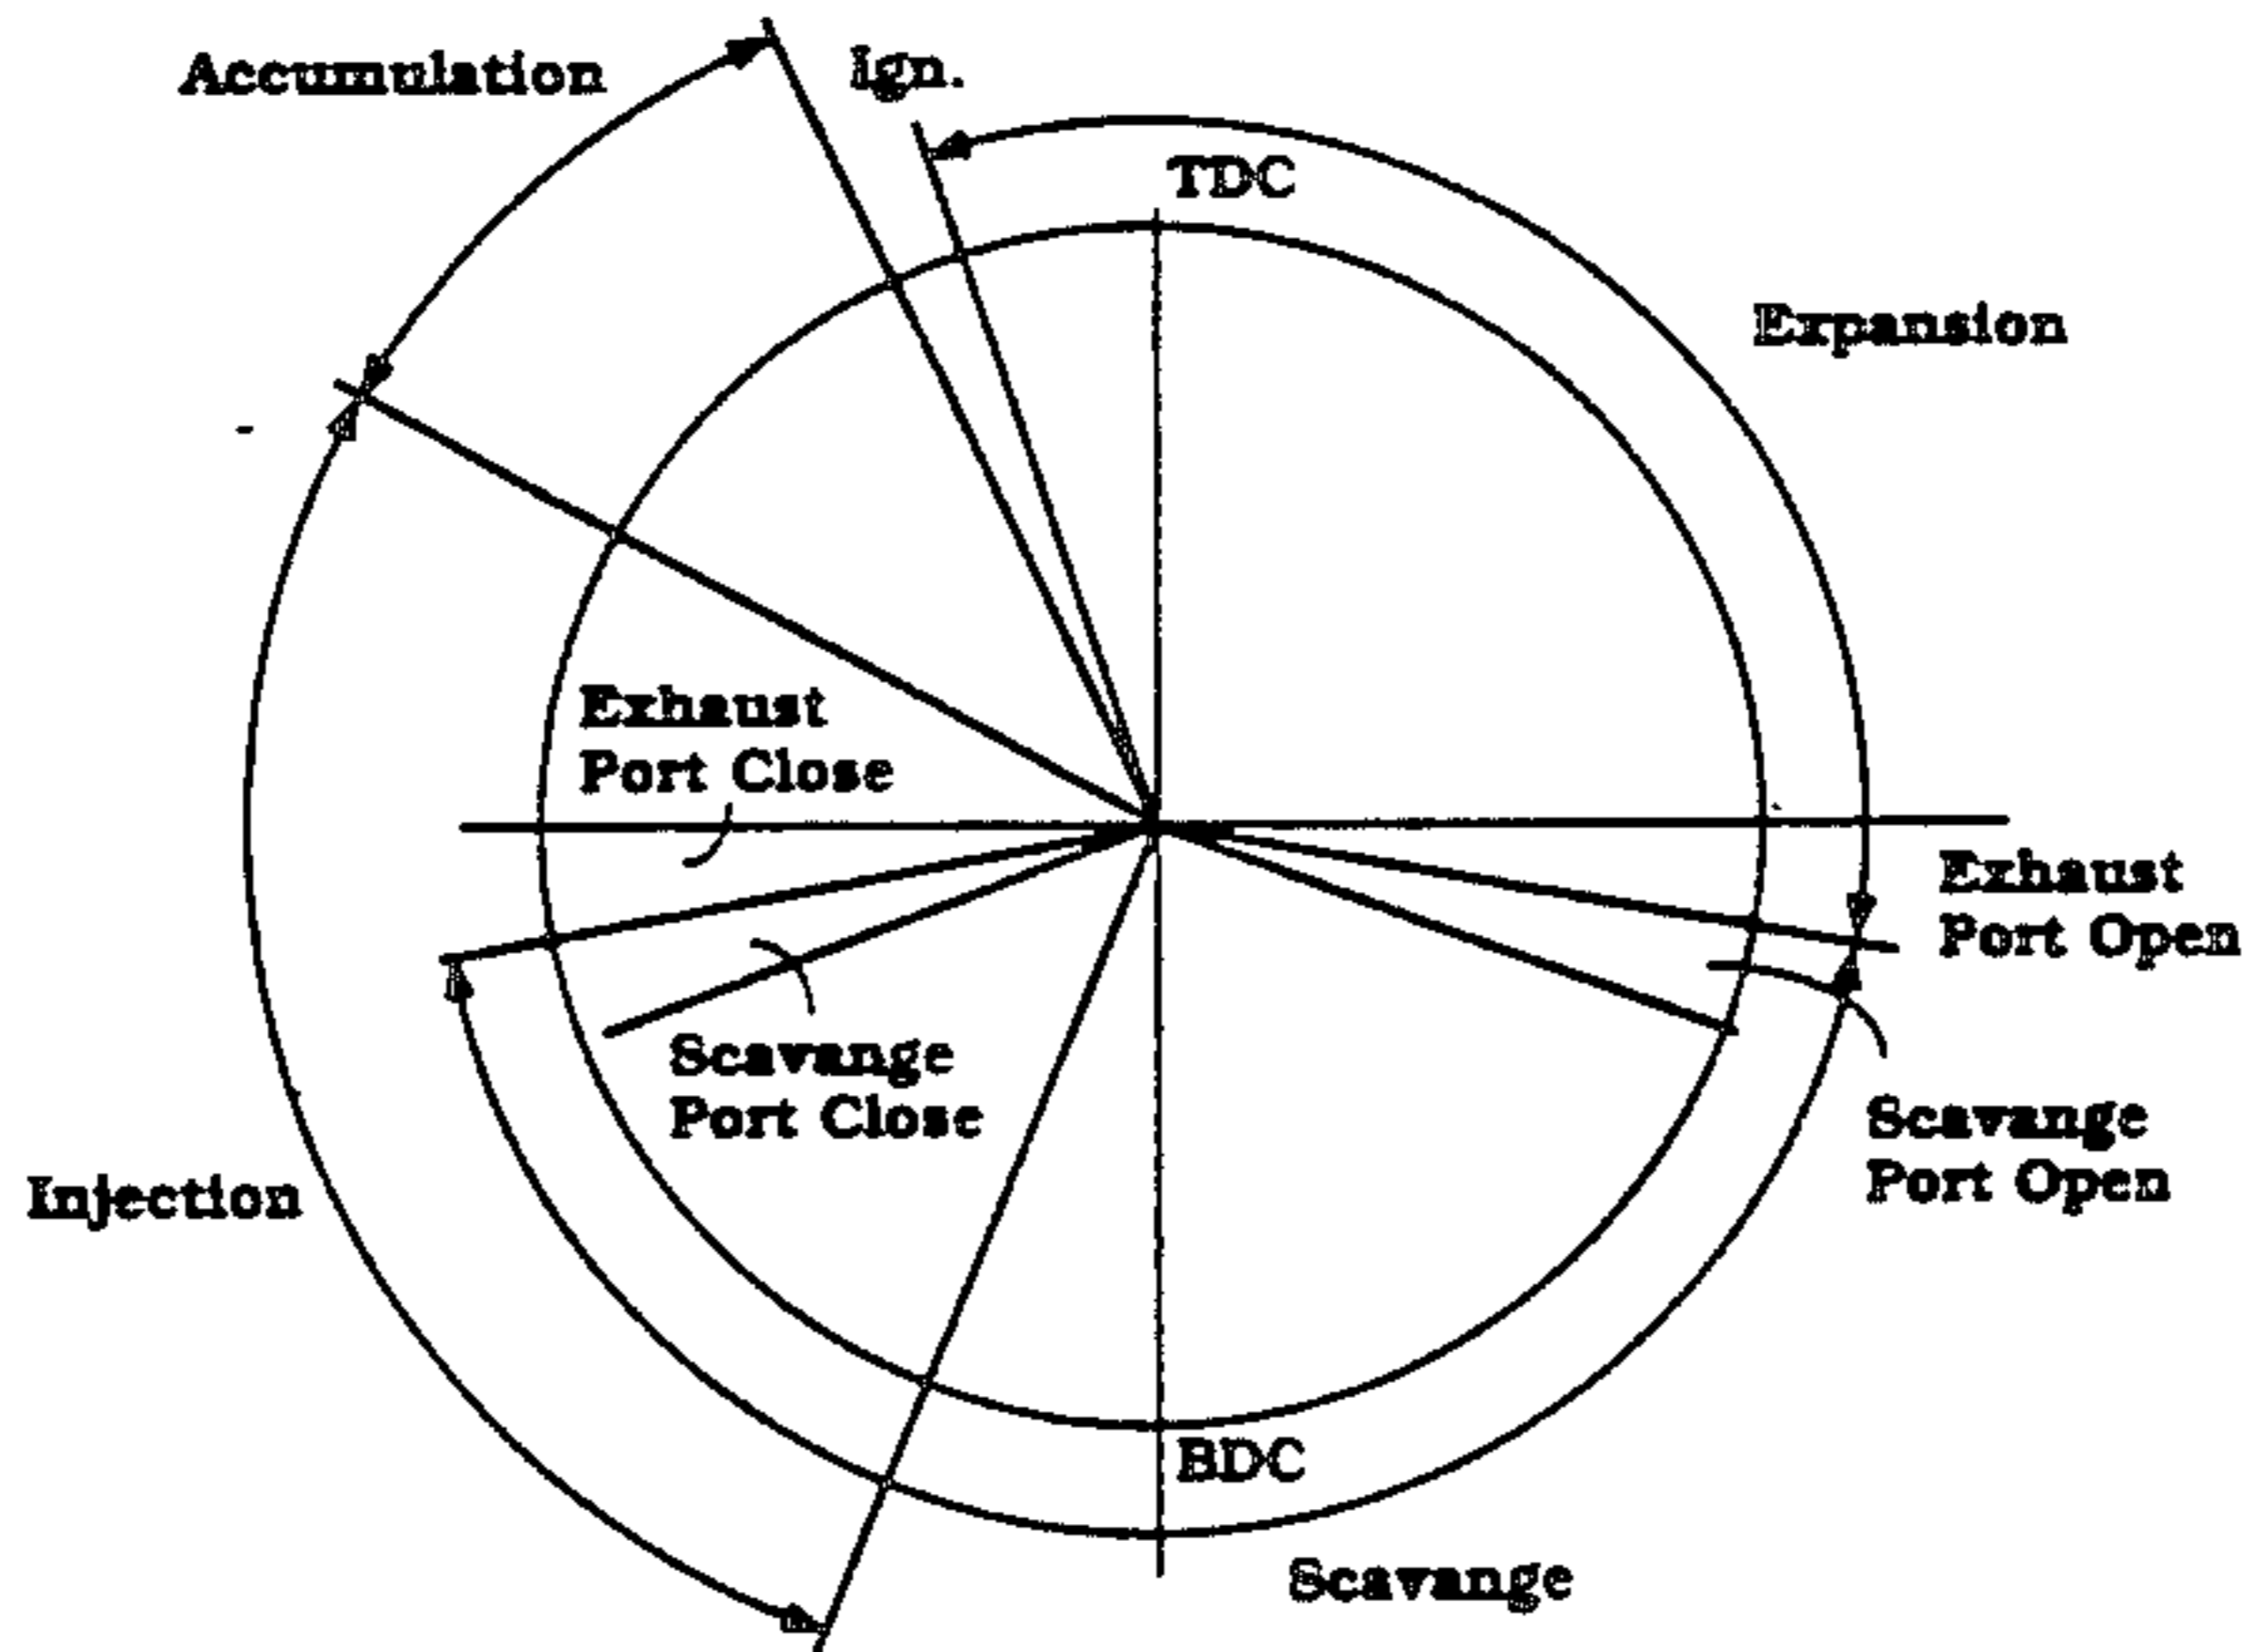 Accumulation
Ign.
TDC
Expansion
Exhaust
Port Close
Exhaust
Port Open
Scavange
Port Close
Scavange
Port Open
Injection
BDC
Scavange